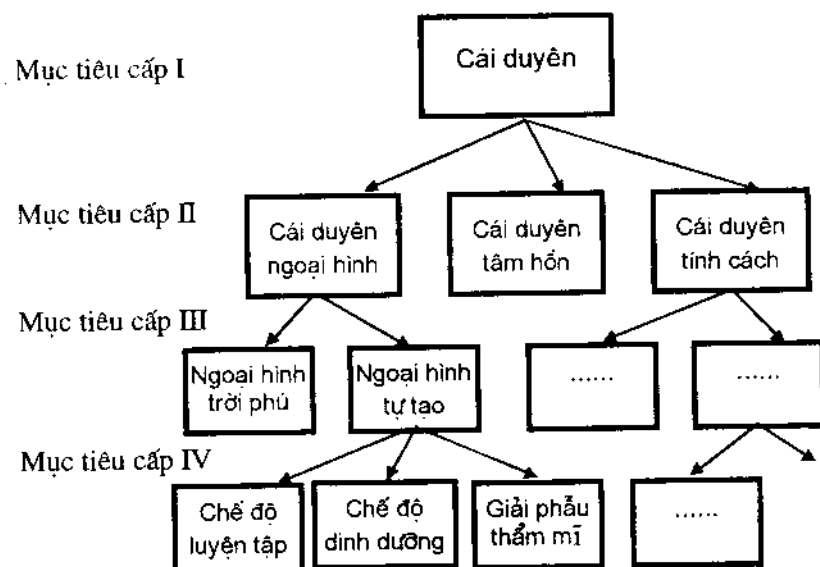 Mục tiêu cấp I
Cái duyên
Mục tiêu cấp II
Cái duyên
ngoại hình
Cái duyên
tâm hồn
Cái duyên
tính cách
Mục tiêu cấp III
Ngoại hình
trời phú
Ngoại hình
tự tạo
......
......
Mục tiêu cấp IV
Chế độ
luyện tập
Chế độ
dinh dưỡng
Giải phẫu
thẩm mĩ
......